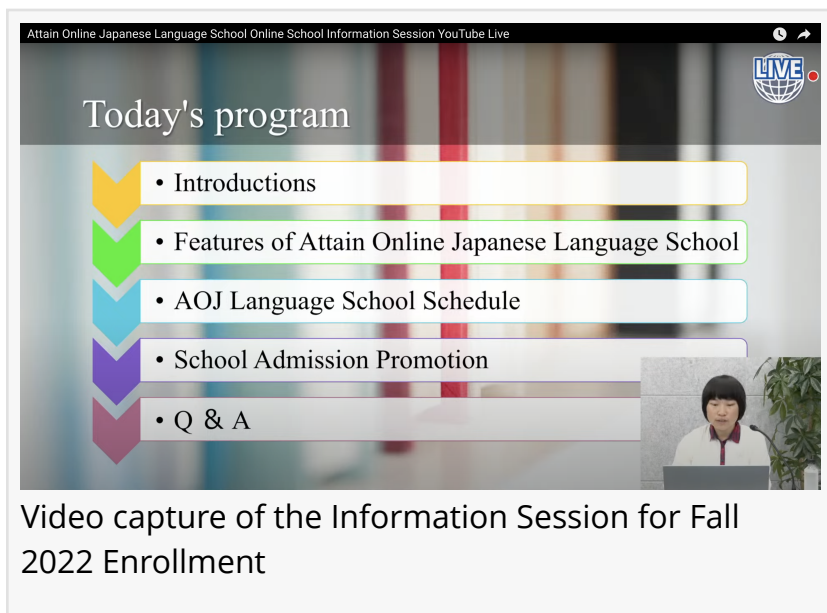 Attain Online Japanese Language School Online School Information Session YouTube Live
LIVE
Today's program
• Introductions
• Features of Attain Online Japanese Language School
• AOJ Language School Schedule
• School Admission Promotion
• Q & A
Video capture of the Information Session for Fall
2022 Enrollment